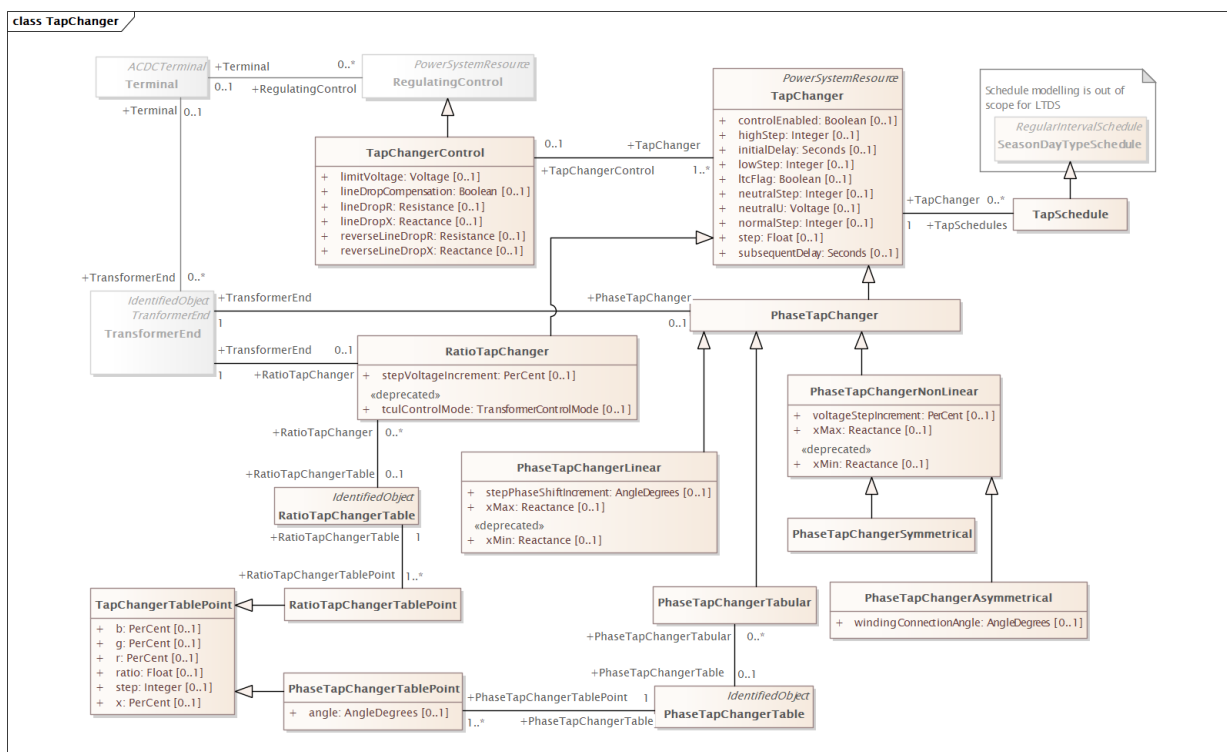 class TapChanger
ACDCTerminal
Terminal
+Terminal
0..*
0..1
+RegulatingControl
+Terminal
0..1
PowerSystemResource
RegulatingControl
PowerSystemResource
TapChanger
+ controlEnabled: Boolean [0..1]
+ highStep: Integer [0..1]
+ initialDelay: Seconds [0..1]
+ lowStep: Integer [0..1]
+ ltcFlag: Boolean [0..1]
+ neutralStep: Integer [0..1]
+ neutralU: Voltage [0..1]
+ normalStep: Integer [0..1]
+ step: Float [0..1]
+ subsequentDelay: Seconds [0..1]
Schedule modelling is out of
scope for LTDS
RegularIntervalSchedule
SeasonDayTypeSchedule
TapChangerControl
+ limitVoltage: Voltage [0..1]
+ lineDropCompensation: Boolean [0..1]
+ lineDropR: Resistance [0..1]
+ lineDropX: Reactance [0..1]
+ reverseLineDropR: Resistance [0..1]
+ reverseLineDropX: Reactance [0..1]
0..1
+TapChanger
+TapChangerControl
1..*
+TapChanger
0..*
1
+TapSchedules
TapSchedule
+TransformerEnd
0..*
IdentifiedObject
TranformerEnd
TransformerEnd
+TransformerEnd
1
+PhaseTapChanger
0..1
PhaseTapChanger
+TransformerEnd
0..1
1
+RatioTapChanger
RatioTapChanger
+ stepVoltageIncrement: PerCent [0..1]
«deprecated»
+ tculControlMode: TransformerControlMode [0..1]
PhaseTapChangerNonLinear
+ voltageStepIncrement: PerCent [0..1]
+ xMax: Reactance [0..1]
«deprecated»
+ xMin: Reactance [0..1]
+RatioTapChanger
0..*
+RatioTapChangerTable
0..1
PhaseTapChangerLinear
+ stepPhaseShiftIncrement: AngleDegrees [0..1]
+ xMax: Reactance [0..1]
«deprecated»
+ xMin: Reactance [0..1]
IdentifiedObject
RatioTapChangerTable
+RatioTapChangerTable
1
PhaseTapChangerSymmetrical
+RatioTapChangerTablePoint
1..*
TapChangerTablePoint
+ b: PerCent [0..1]
+ g: PerCent [0..1]
+ r: PerCent [0..1]
+ ratio: Float [0..1]
+ step: Integer [0..1]
+ x: PerCent [0..1]
RatioTapChangerTablePoint
PhaseTapChangerTabular
PhaseTapChangerAsymmetrical
+ windingConnectionAngle: AngleDegrees [0..1]
+PhaseTapChangerTabular
0..*
+PhaseTapChangerTable
0..1
PhaseTapChangerTablePoint
+ angle: AngleDegrees [0..1]
+PhaseTapChangerTablePoint
1
1..*
+PhaseTapChangerTable
IdentifiedObject
PhaseTapChangerTable